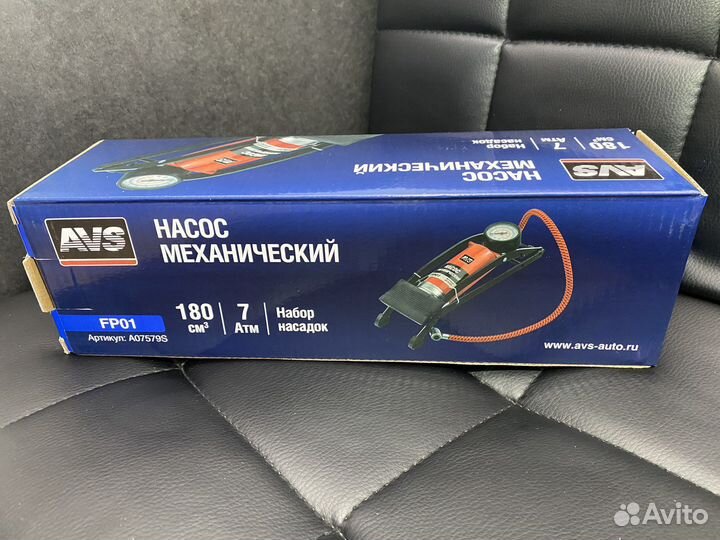 180
СМ³
7
Атм
Набор
насадок
НАСОС
МЕХАНИЧЕСКИЙ
AVS
AVS
НАСОС
МЕХАНИЧЕСКИЙ
FP01
Артикул: A07579S
180
см³
7
Атм
Набор
насадок
www.avs-auto.ru
Avito